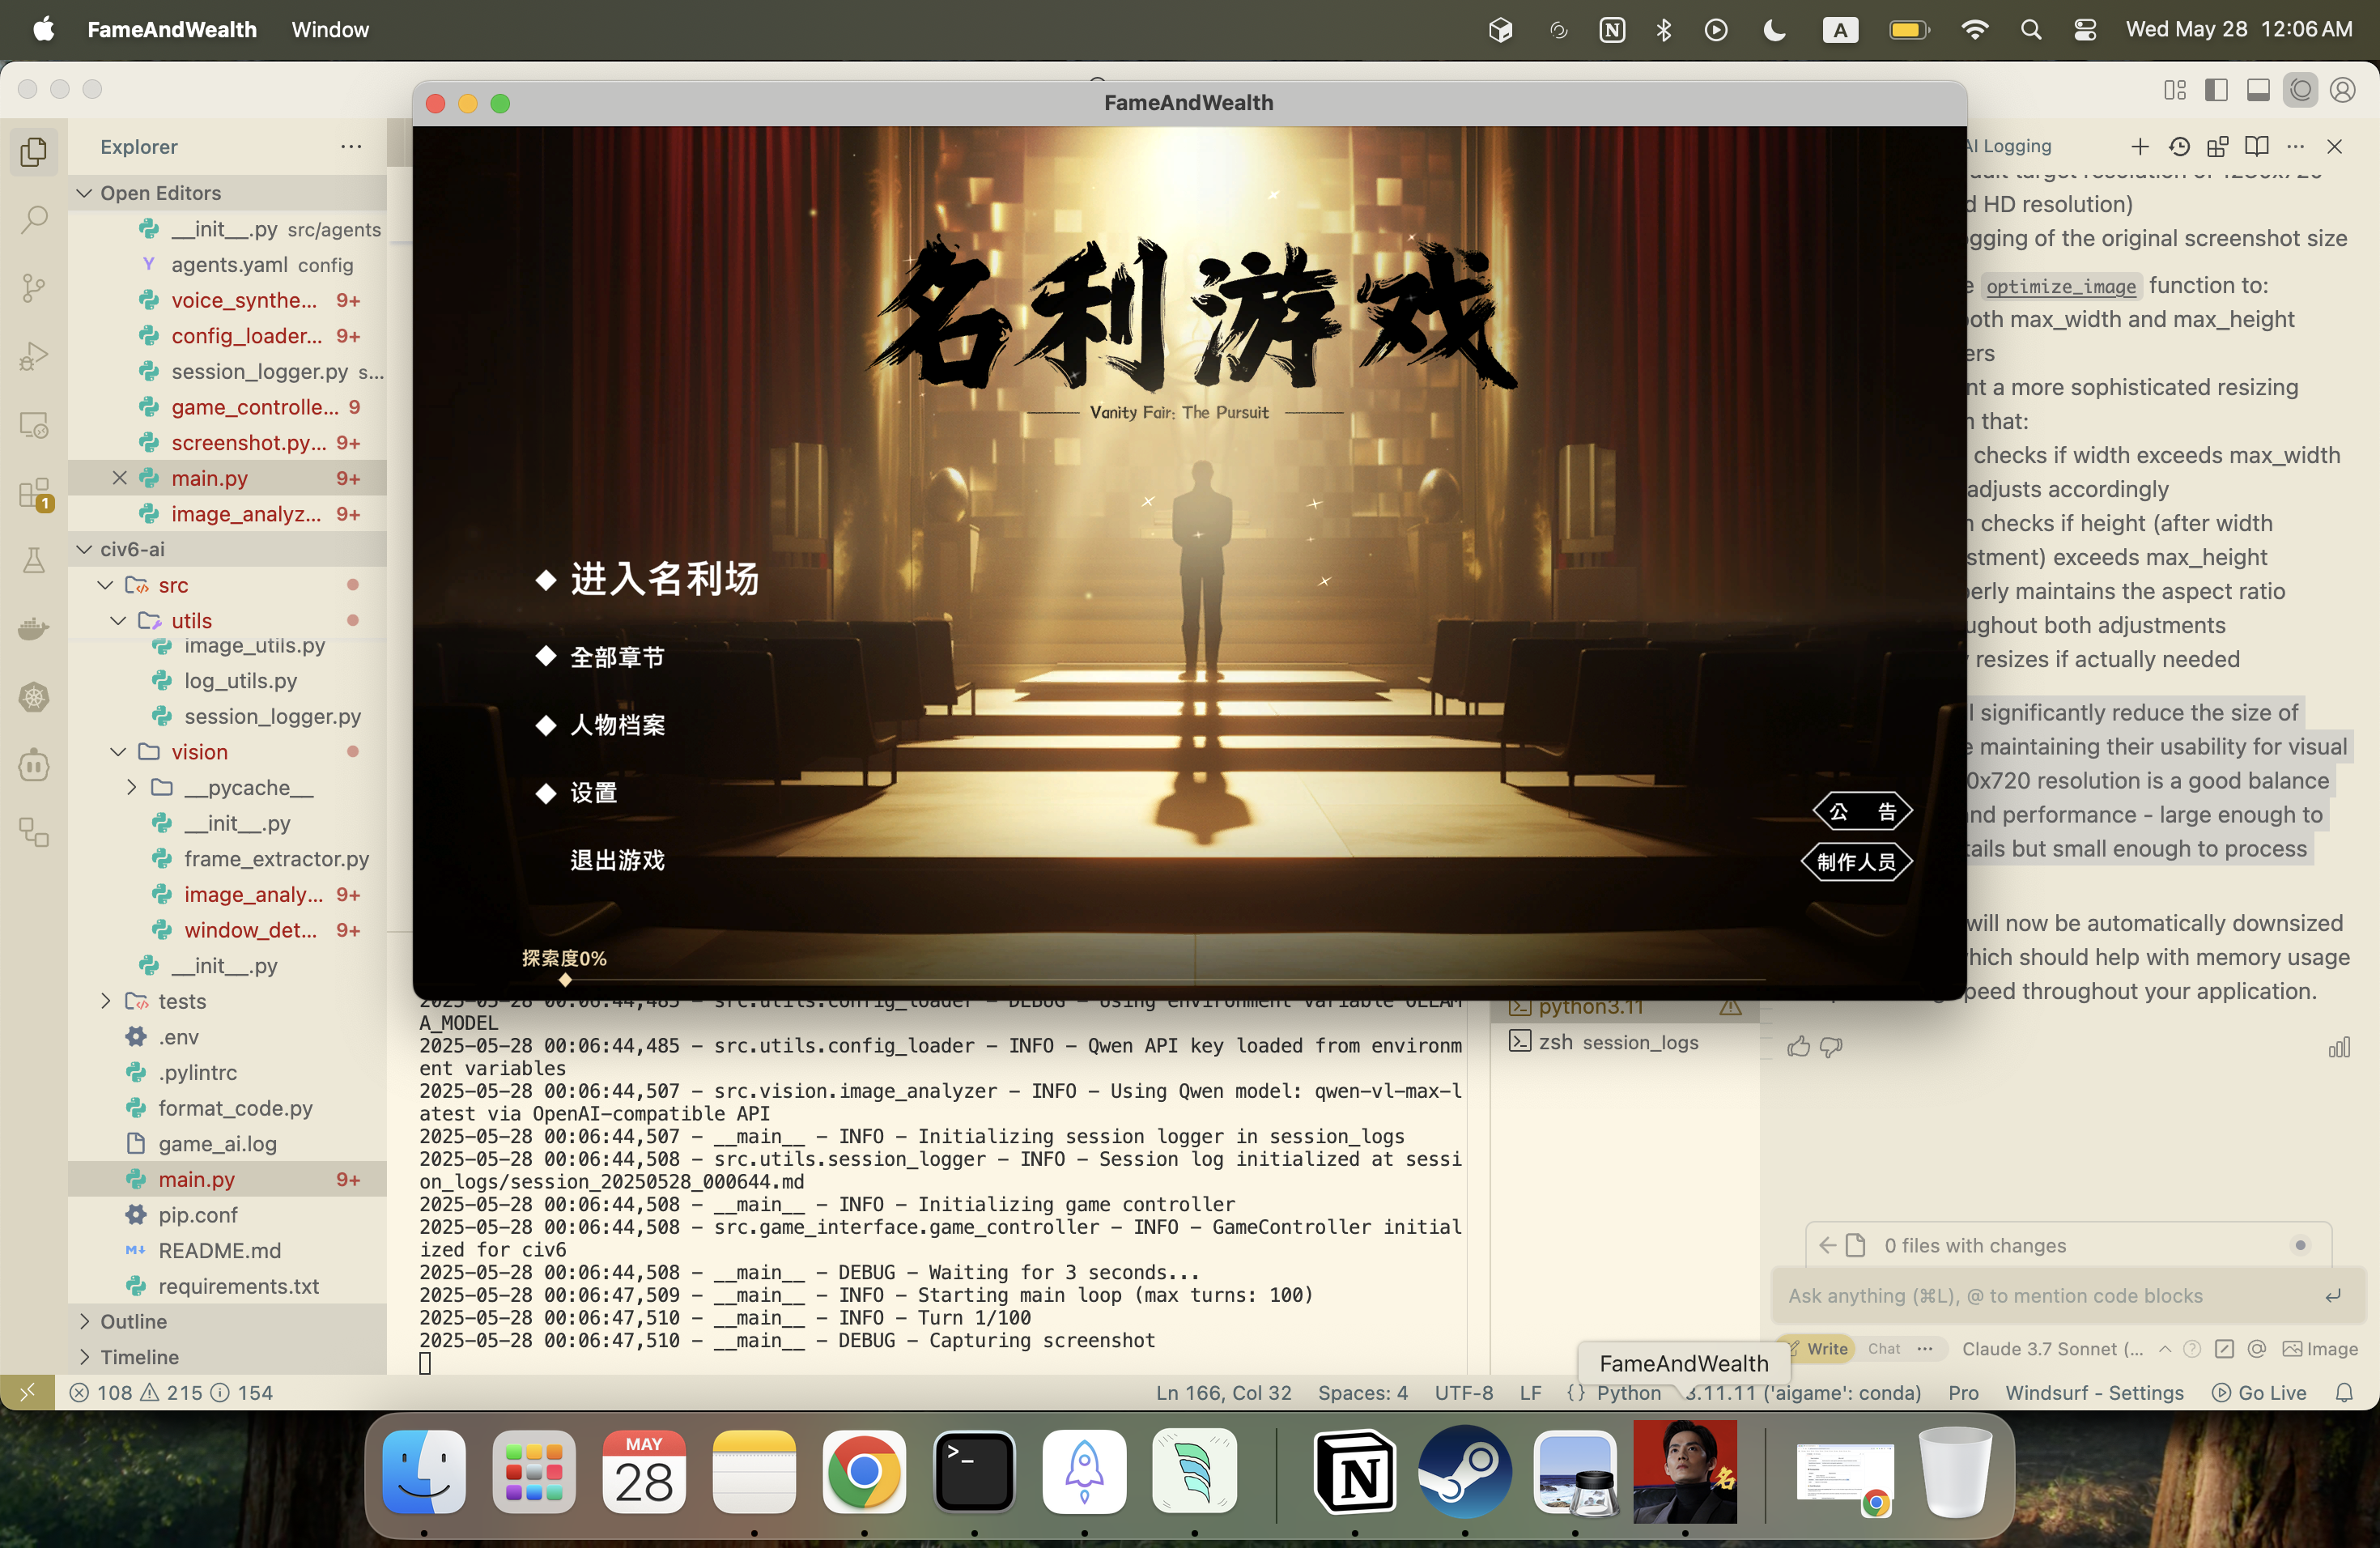 FameAndWealth Window
A
Wed May 28 12:06 AM
FameAndWealth
Explorer
Open Editors
__init__.py src/agents
agents.yaml config
voice_synthe... 9+
config_loader... 9+
session_logger.py s...
game_controlle... 9
screenshot.py... 9+
main.py 9+
image_analyz... 9+
civ6-ai
src
utils
image_utils.py
log_utils.py
session_logger.py
vision
__pycache__
__init__.py
frame_extractor.py
image_analy... 9+
window_det... 9+
__init__.py
tests
.env
.pylintrc
format_code.py
game_ai.log
main.py 9+
pip.conf
README.md
requirements.txt
Outline
Timeline
1
名利游戏
Vanity Fair: The Pursuit
进入名利场
全部章节
人物档案
设置
退出游戏
公 告
制作人员
探索度0%
A_MODEL
2025-05-28 00:06:44,485 - src.utils.config_loader - INFO - Qwen API key loaded from environm
ent variables
2025-05-28 00:06:44,507 - src.vision.image_analyzer - INFO - Using Qwen model: qwen-vl-max-l
atest via OpenAI-compatible API
2025-05-28 00:06:44,507 - __main__ - INFO - Initializing session logger in session_logs
2025-05-28 00:06:44,508 - src.utils.session_logger - INFO - Session log initialized at sessi
on_logs/session_20250528_000644.md
2025-05-28 00:06:44,508 - __main__ - INFO - Initializing game controller
2025-05-28 00:06:44,508 - src.game_interface.game_controller - INFO - GameController initial
ized for civ6
2025-05-28 00:06:44,508 - __main__ - DEBUG - Waiting for 3 seconds...
2025-05-28 00:06:47,509 - __main__ - INFO - Starting main loop (max turns: 100)
2025-05-28 00:06:47,510 - __main__ - INFO - Turn 1/100
2025-05-28 00:06:47,510 - __main__ - DEBUG - Capturing screenshot
python3.11
zsh session_logs
AI Logging
HD resolution)
gging of the original screenshot size
optimize_image function to:
both max_width and max_height
ers
nt a more sophisticated resizing
that:
checks if width exceeds max_width
adjusts accordingly
checks if height (after width
stment) exceeds max_height
perly maintains the aspect ratio
ughout both adjustments
resizes if actually needed
significantly reduce the size of
maintaining their usability for visual
0x720 resolution is a good balance
nd performance - large enough to
tails but small enough to process
will now be automatically downsized
hich should help with memory usage
peed throughout your application.
0 files with changes
Ask anything (⌘L), @ to mention code blocks
Write Chat ... Claude 3.7 Sonnet (... Image
FameAndWealth
108 215 154
Ln 166, Col 32 Spaces: 4 UTF-8 LF {} Python 3.11.11 ('aigame': conda) Pro Windsurf - Settings Go Live
MAY
28
N
名